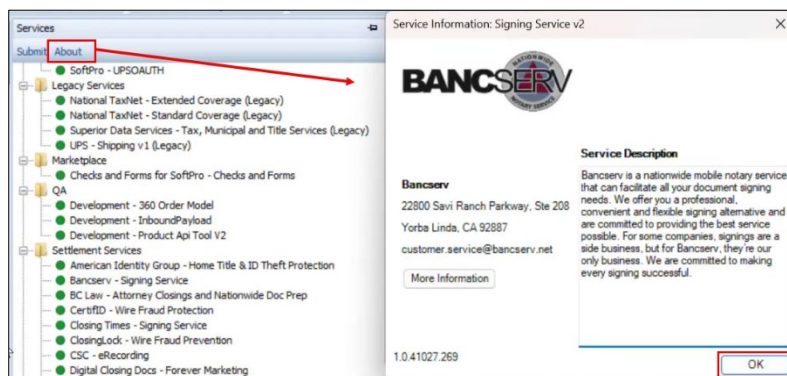 Services
Submit About
SoftPro - UPSOAUTH
Legacy Services
National TaxNet - Extended Coverage (Legacy)
National TaxNet - Standard Coverage (Legacy)
Superior Data Services - Tax, Municipal and Title Services (Legacy)
UPS - Shipping v1 (Legacy)
Marketplace
Checks and Forms for SoftPro - Checks and Forms
QA
Development - 360 Order Model
Development - InboundPayload
Development - Product Api Tool V2
Settlement Services
American Identity Group - Home Title & ID Theft Protection
Bancserv - Signing Service
BC Law - Attorney Closings and Nationwide Doc Prep
CertifID - Wire Fraud Protection
Closing Times - Signing Service
ClosingLock - Wire Fraud Prevention
CSC - eRecording
Digital Closing Docs - Forever Marketing
Service Information: Signing Service v2
NATIONWIDE
BANCSERV
NOTARY SERVICE
Bancserv
22800 Savi Ranch Parkway, Ste 208
Yorba Linda, CA 92887
customer.service@bancserv.net
More Information
1.0.41027.269
Service Description
Bancserv is a nationwide mobile notary service
that can facilitate all your document signing
needs. We offer you a professional,
convenient and flexible signing alternative and
are committed to providing the best service
possible. For some companies, signings are a
side business, but for Bancserv, they're our
only business. We are committed to making
every signing successful.
OK